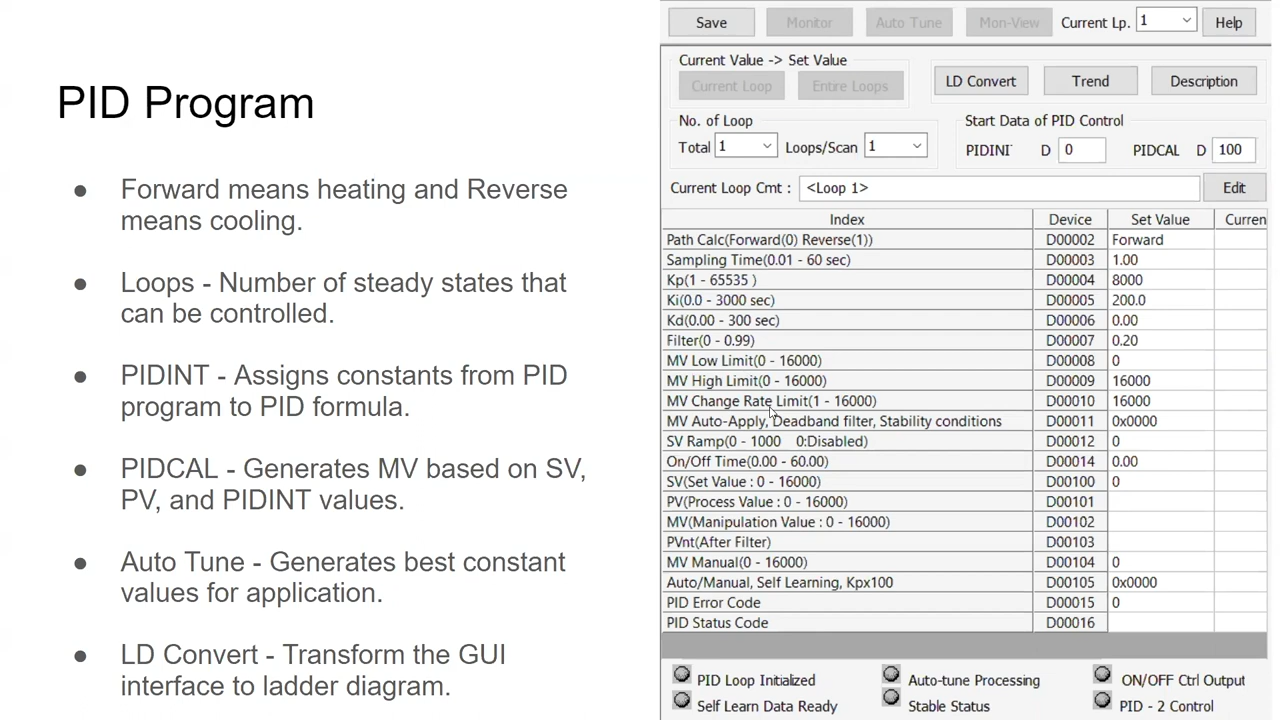 PID Program
● Forward means heating and Reverse
means cooling.
● Loops - Number of steady states that
can be controlled.
● PIDINT - Assigns constants from PID
program to PID formula.
● PIDCAL - Generates MV based on SV,
PV, and PIDINT values.
● Auto Tune - Generates best constant
values for application.
● LD Convert - Transform the GUI
interface to ladder diagram.
Save Monitor Auto Tune Mon-View Current Lp. 1 Help
Current Value -> Set Value
Current Loop Entire Loops LD Convert Trend Description
No. of Loop Start Data of PID Control
Total 1 Loops/Scan 1 PIDINI D 0 PIDCAL D 100
Current Loop Cmt : <Loop 1> Edit
Index Device Set Value Curren
Path Calc(Forward(0) Reverse(1)) D00002 Forward
Sampling Time(0.01 - 60 sec) D00003 1.00
Kp(1 - 65535 ) D00004 8000
Ki(0.0 - 3000 sec) D00005 200.0
Kd(0.00 - 300 sec) D00006 0.00
Filter(0 - 0.99) D00007 0.20
MV Low Limit(0 - 16000) D00008 0
MV High Limit(0 - 16000) D00009 16000
MV Change Rate Limit(1 - 16000) D00010 16000
MV Auto-Apply, Deadband filter, Stability conditions D00011 0x0000
SV Ramp(0 - 1000 0:Disabled) D00012 0
On/Off Time(0.00 - 60.00) D00014 0.00
SV(Set Value : 0 - 16000) D00100 0
PV(Process Value : 0 - 16000) D00101
MV(Manipulation Value : 0 - 16000) D00102
PVnt(After Filter) D00103
MV Manual(0 - 16000) D00104 0
Auto/Manual, Self Learning, Kpx100 D00105 0x0000
PID Error Code D00015 0
PID Status Code D00016
PID Loop Initialized Auto-tune Processing ON/OFF Ctrl Output
Self Learn Data Ready Stable Status PID - 2 Control